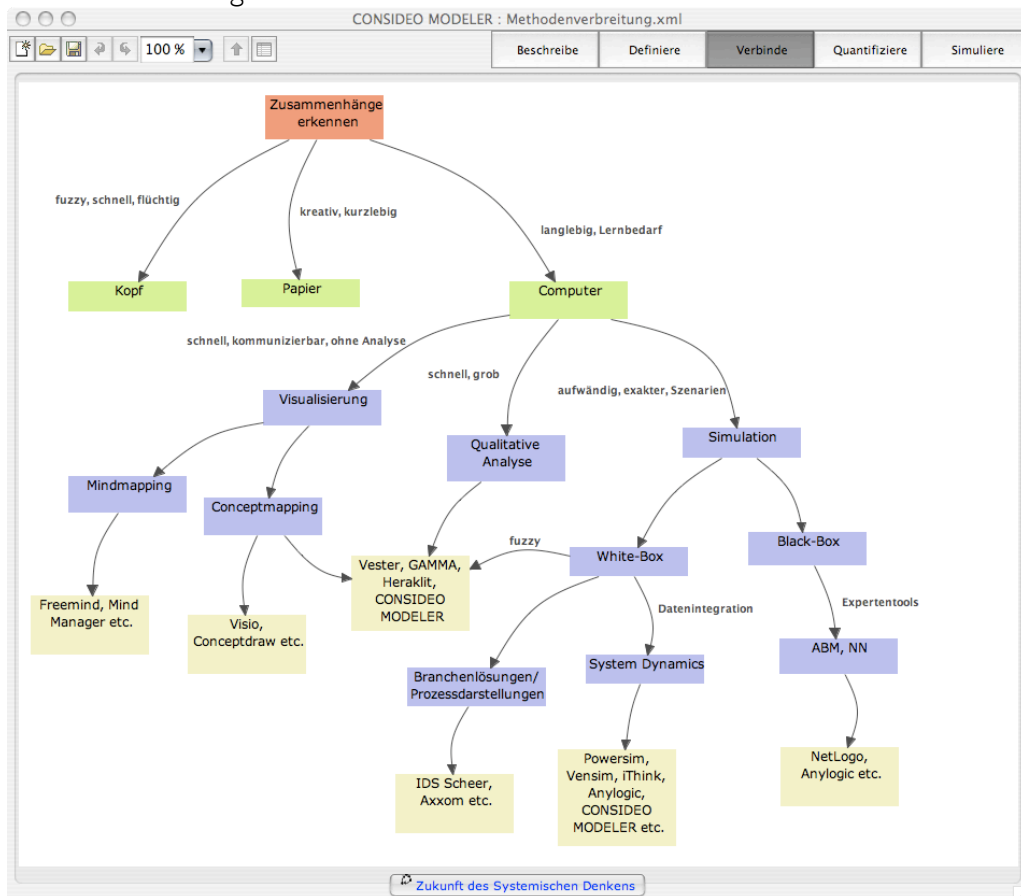 CONSIDEO MODELER : Methodenverbreitung.xml
100 %
Beschreibe
Definiere
Verbinde
Quantifiziere
Simuliere
Zusammenhänge
erkennen
fuzzy, schnell, flüchtig
kreativ, kurzlebig
langlebig, Lernbedarf
Kopf
Papier
Computer
schnell, kommunizierbar, ohne Analyse
schnell, grob
aufwändig, exakter, Szenarien
Visualisierung
Qualitative
Analyse
Simulation
Mindmapping
Conceptmapping
White-Box
Black-Box
fuzzy
Datenintegration
Expertentools
Freemind, Mind
Manager etc.
Visio,
Conceptdraw etc.
Vester, GAMMA,
Heraklit,
CONSIDEO
MODELER
Branchenlösungen/
Prozessdarstellungen
System Dynamics
ABM, NN
IDS Scheer,
Axxom etc.
Powersim,
Vensim, iThink,
Anylogic,
CONSIDEO
MODELER etc.
NetLogo,
Anylogic etc.
Zukunft des Systemischen Denkens